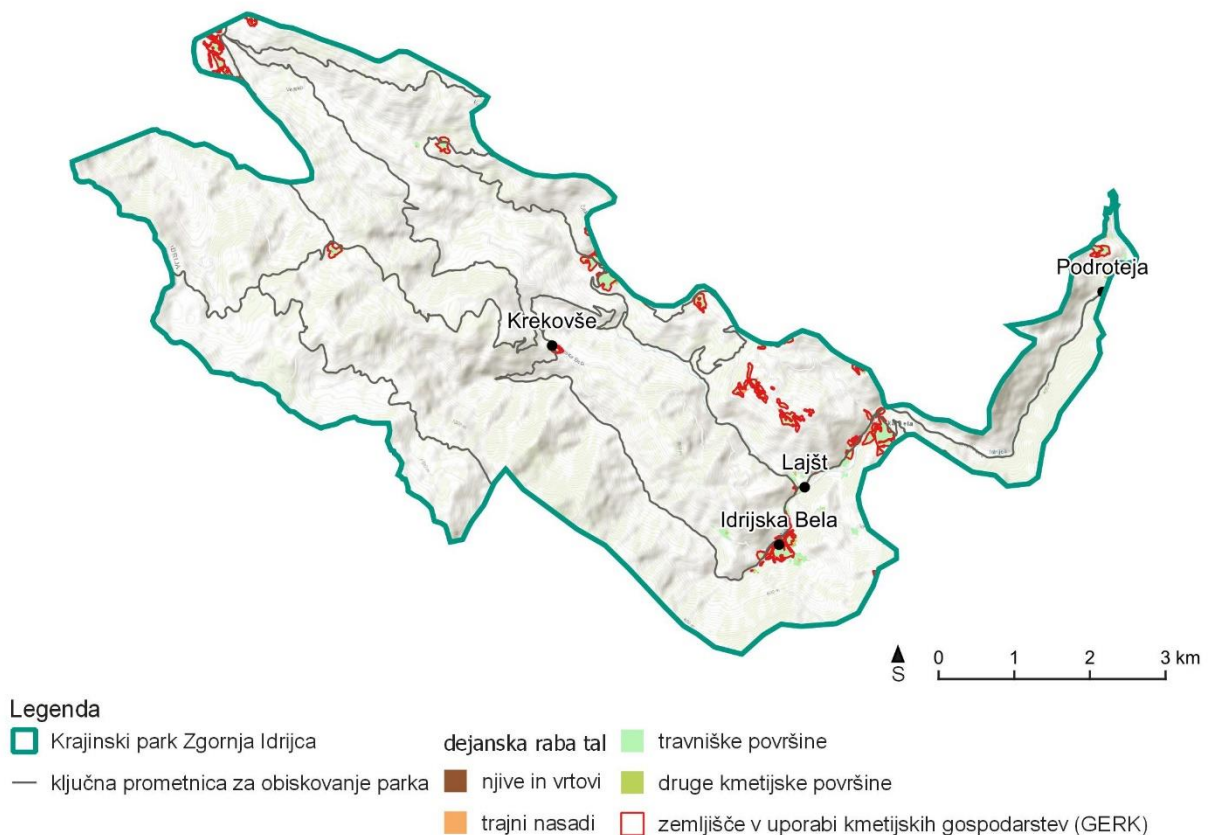 Podroteja
Krekovše
Lajšt
Idrijska Bela
S
0 1 2 3 km
Legenda
Krajinski park Zgornja Idrijca
ključna prometnica za obiskovanje parka
dejanska raba tal
njive in vrtovi
trajni nasadi
travniške površine
druge kmetijske površine
zemljišče v uporabi kmetijskih gospodarstev (GERK)